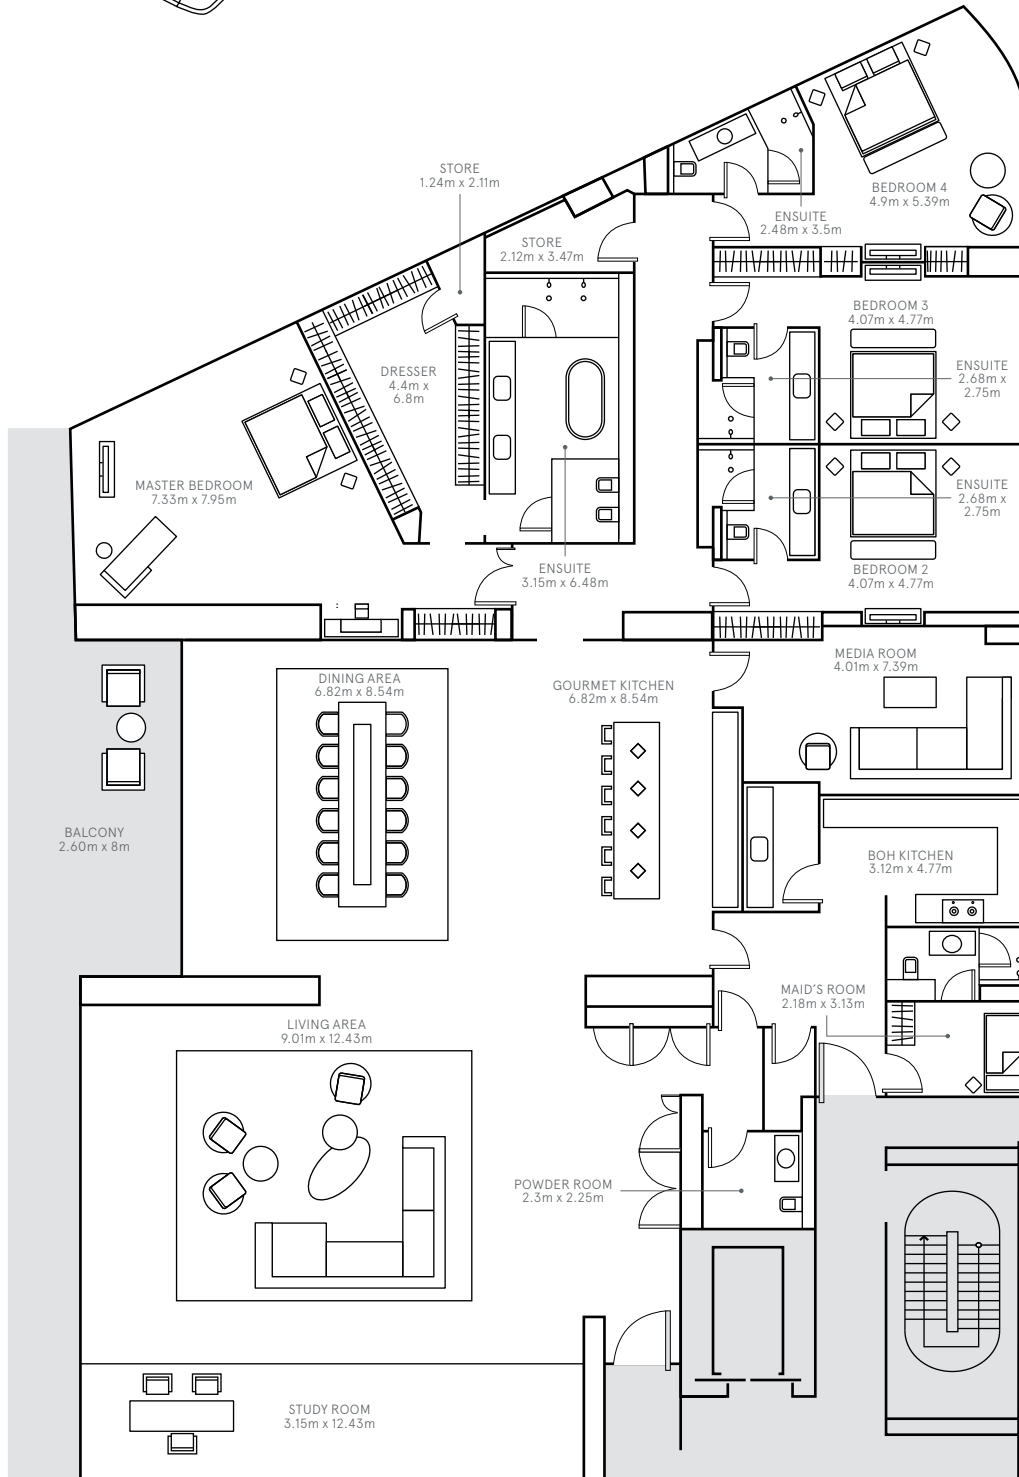 STORE
1.24m x 2.11m
BEDROOM 4
4.9m x 5.39m
ENSUITE
2.48m x 3.5m
STORE
2.12m x 3.47m
BEDROOM 3
4.07m x 4.77m
DRESSER
4.4m x
6.8m
ENSUITE
2.68m x
2.75m
MASTER BEDROOM
7.33m x 7.95m
ENSUITE
2.68m x
2.75m
ENSUITE
3.15m x 6.48m
BEDROOM 2
4.07m x 4.77m
MEDIA ROOM
4.01m x 7.39m
DINING AREA
6.82m x 8.54m
GOURMET KITCHEN
6.82m x 8.54m
BALCONY
2.60m x 8m
BOH KITCHEN
3.12m x 4.77m
MAID'S ROOM
2.18m x 3.13m
LIVING AREA
9.01m x 12.43m
POWDER ROOM
2.3m x 2.25m
STUDY ROOM
3.15m x 12.43m